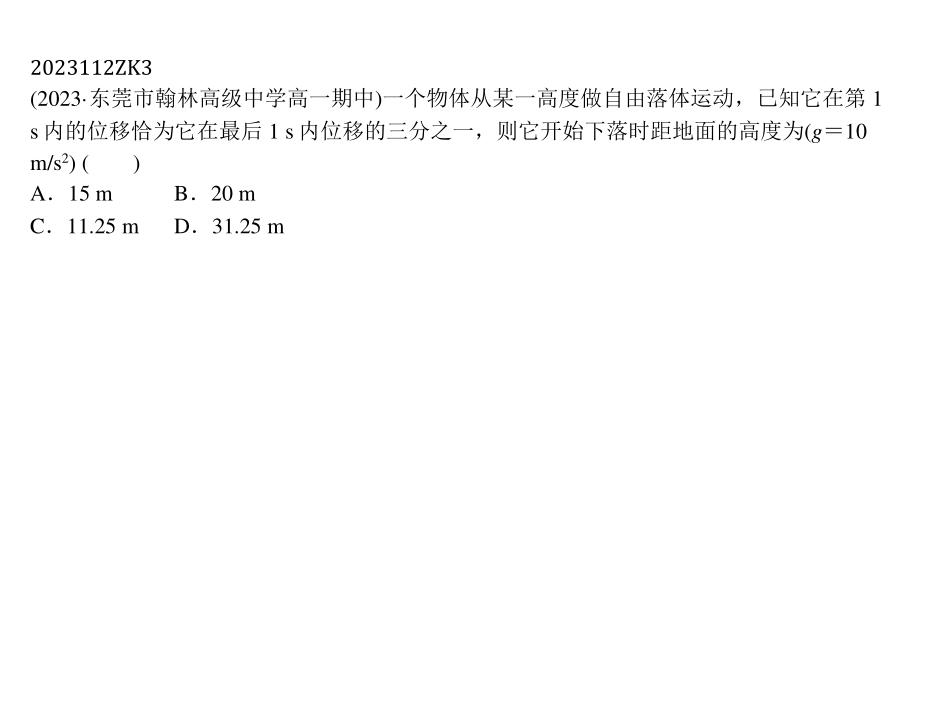 2023112ZK3
(2023·东莞市翰林高级中学高一期中)一个物体从某一高度做自由落体运动，已知它在第 1
s 内的位移恰为它在最后 1 s 内位移的三分之一，则它开始下落时距地面的高度为(g＝10
m/s²) (　　)
A．15 m　　B．20 m
C．11.25 m　　D．31.25 m